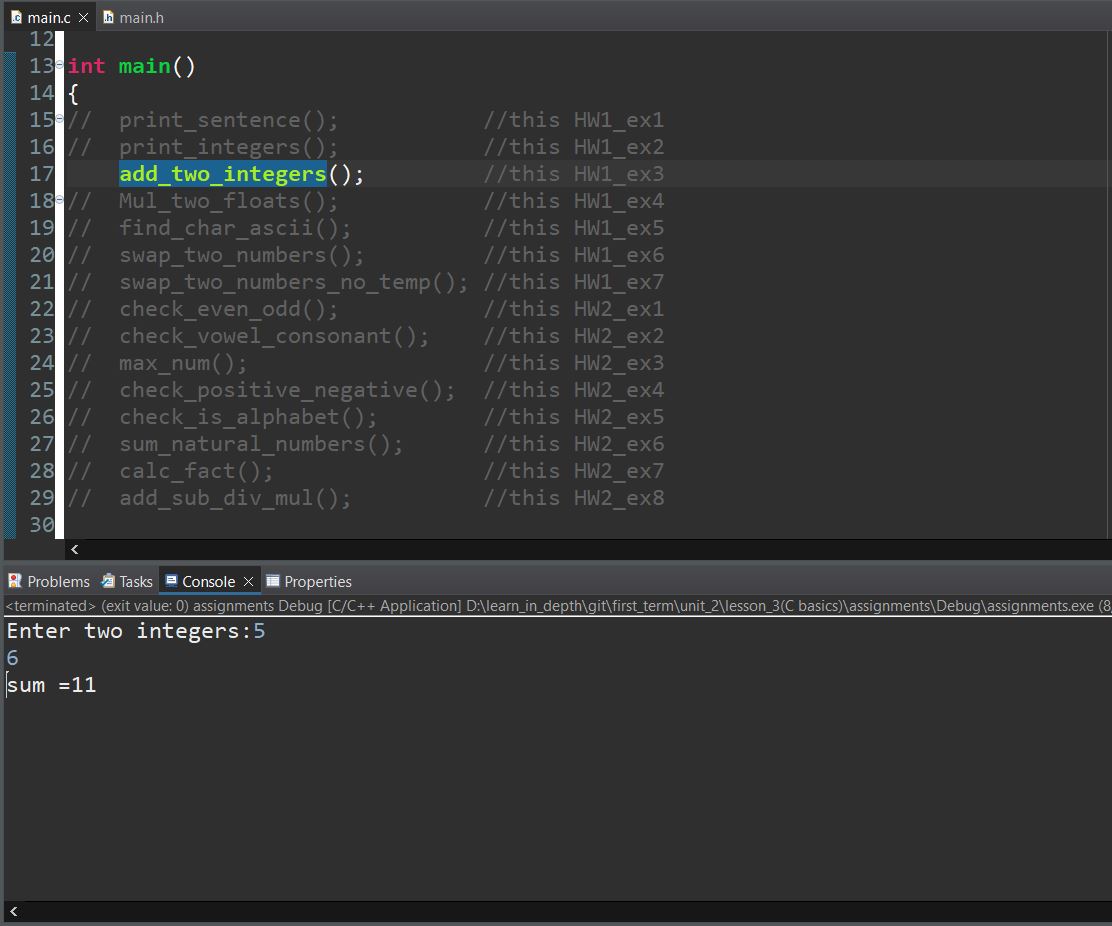 main.c main.h
12
13 int main()
14 {
15 //  print_sentence();           //this HW1_ex1
16 //  print_integers();           //this HW1_ex2
17     add_two_integers();         //this HW1_ex3
18 //  Mul_two_floats();           //this HW1_ex4
19 //  find_char_ascii();          //this HW1_ex5
20 //  swap_two_numbers();         //this HW1_ex6
21 //  swap_two_numbers_no_temp(); //this HW1_ex7
22 //  check_even_odd();           //this HW2_ex1
23 //  check_vowel_consonant();    //this HW2_ex2
24 //  max_num();                  //this HW2_ex3
25 //  check_positive_negative();  //this HW2_ex4
26 //  check_is_alphabet();        //this HW2_ex5
27 //  sum_natural_numbers();      //this HW2_ex6
28 //  calc_fact();                //this HW2_ex7
29 //  add_sub_div_mul();          //this HW2_ex8
30
Problems Tasks Console Properties
<terminated> (exit value: 0) assignments Debug [C/C++ Application] D:\learn_in_depth\git\first_term\unit_2\lesson_3(C basics)\assignments\Debug\assignments.exe (8
Enter two integers:5
6
sum =11